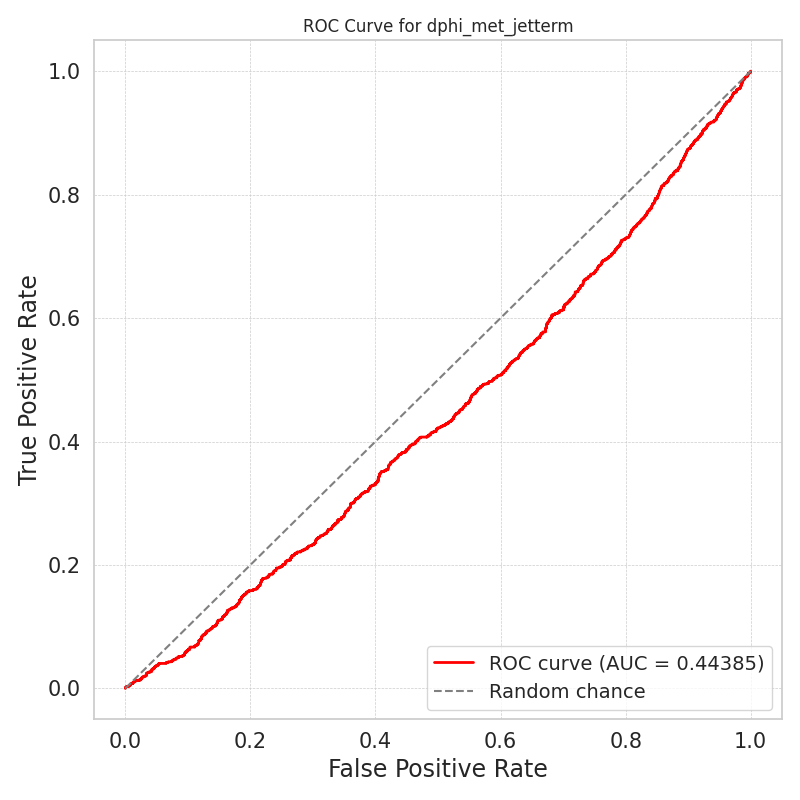 ROC Curve for dphi_met_jetterm
1.0
0.8
0.6
0.4
0.2
0.0
True Positive Rate
ROC curve (AUC = 0.44385)
Random chance
0.0 0.2 0.4 0.6 0.8 1.0
False Positive Rate